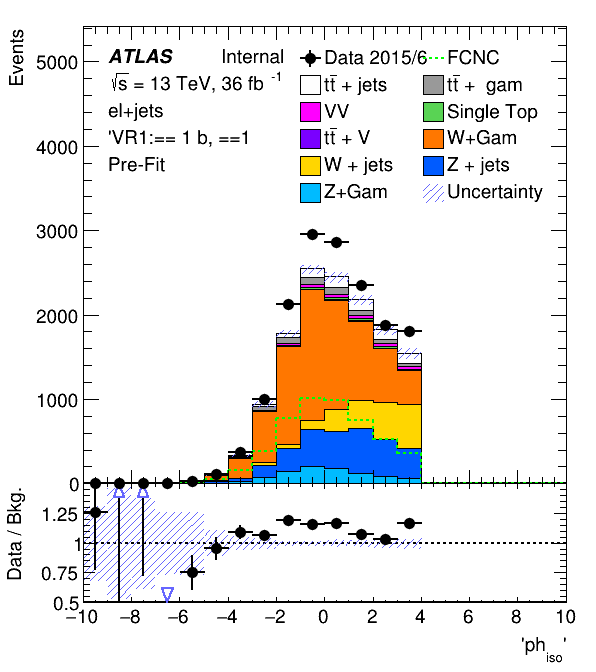 Events
5000
4000
3000
2000
1000
0
ATLAS Internal
√s = 13 TeV, 36 fb⁻¹
el+jets
'VR1:== 1 b, ==1
Pre-Fit
Data 2015/6 FCNC
tt̄ + jets tt̄ + gam
VV Single Top
tt̄ + V W+Gam
W + jets Z + jets
Z+Gam Uncertainty
Data / Bkg.
1.25
1
0.75
0.5
−10 −8 −6 −4 −2 0 2 4 6 8 10
'ph_iso'